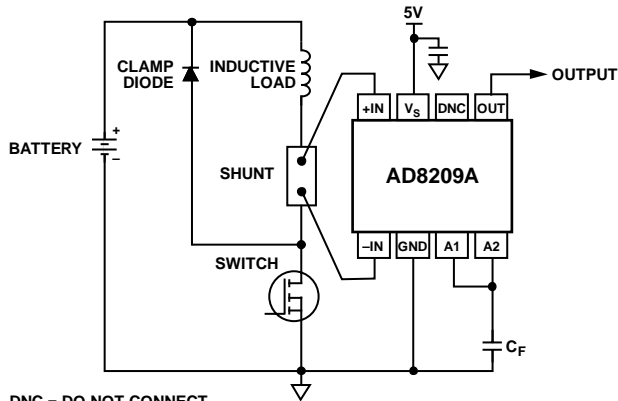 5V
CLAMP
DIODE
INDUCTIVE
LOAD
OUTPUT
+IN
VS
DNC
OUT
+
BATTERY
–
SHUNT
AD8209A
–IN
GND
A1
A2
SWITCH
CF
DNC = DO NOT CONNECT